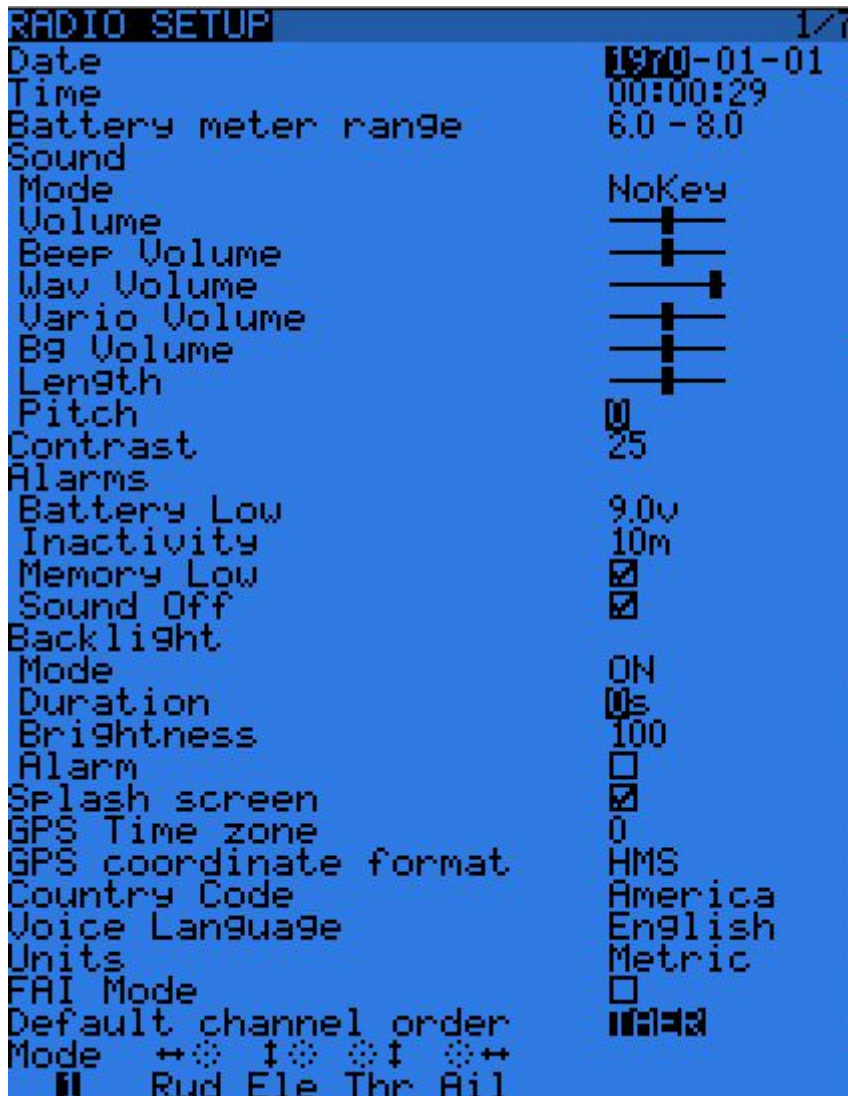 RADIO SETUP 1/7
Date 1970-01-01
Time 00:00:29
Battery meter range 6.0 - 8.0
Sound
Mode NoKey
Volume
Beep Volume
Wav Volume
Vario Volume
Bg Volume
Length
Pitch 0
Contrast 25
Alarms
Battery Low 9.0v
Inactivity 10m
Memory Low
Sound Off
Backlight
Mode ON
Duration 0s
Brightness 100
Alarm
Splash screen
GPS Time zone 0
GPS coordinate format HMS
Country Code America
Voice Language English
Units Metric
FAI Mode
Default channel order TAER
Mode
1 Rud Ele Thr Ail